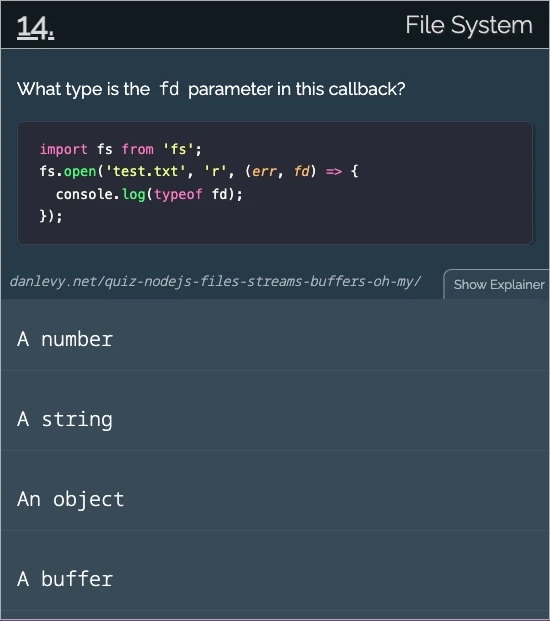 14.
File System
What type is the fd parameter in this callback?
import fs from 'fs';
fs.open('test.txt', 'r', (err, fd) => {
  console.log(typeof fd);
});
danlevy.net/quiz-nodejs-files-streams-buffers-oh-my/
Show Explainer
A number
A string
An object
A buffer